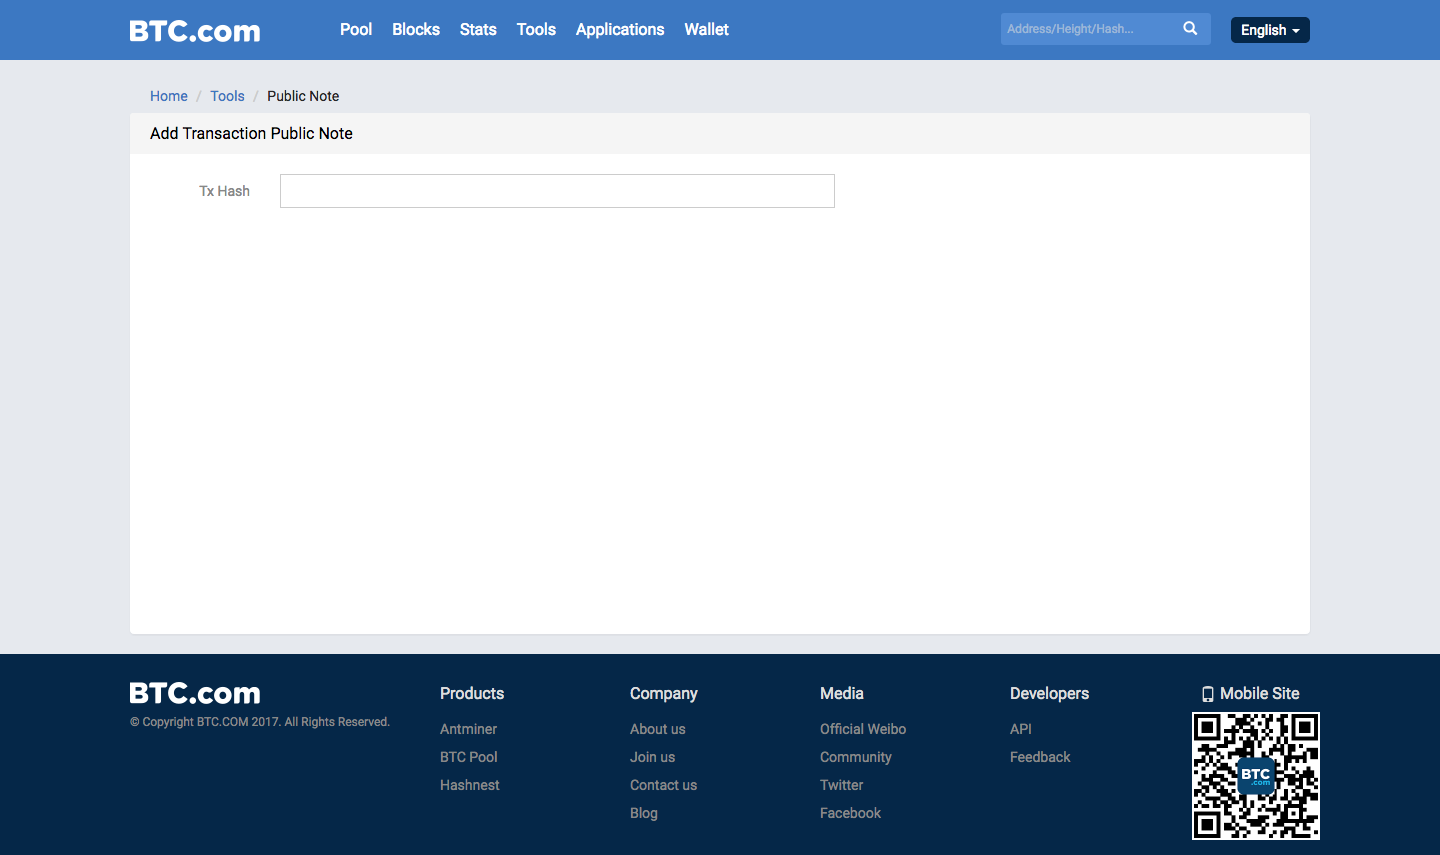 BTC.com Pool Blocks Stats Tools Applications Wallet Address/Height/Hash... English
Home / Tools / Public Note
Add Transaction Public Note
Tx Hash
BTC.com
© Copyright BTC.COM 2017. All Rights Reserved.
Products
Antminer
BTC Pool
Hashnest
Company
About us
Join us
Contact us
Blog
Media
Official Weibo
Community
Twitter
Facebook
Developers
API
Feedback
Mobile Site
BTC
.com